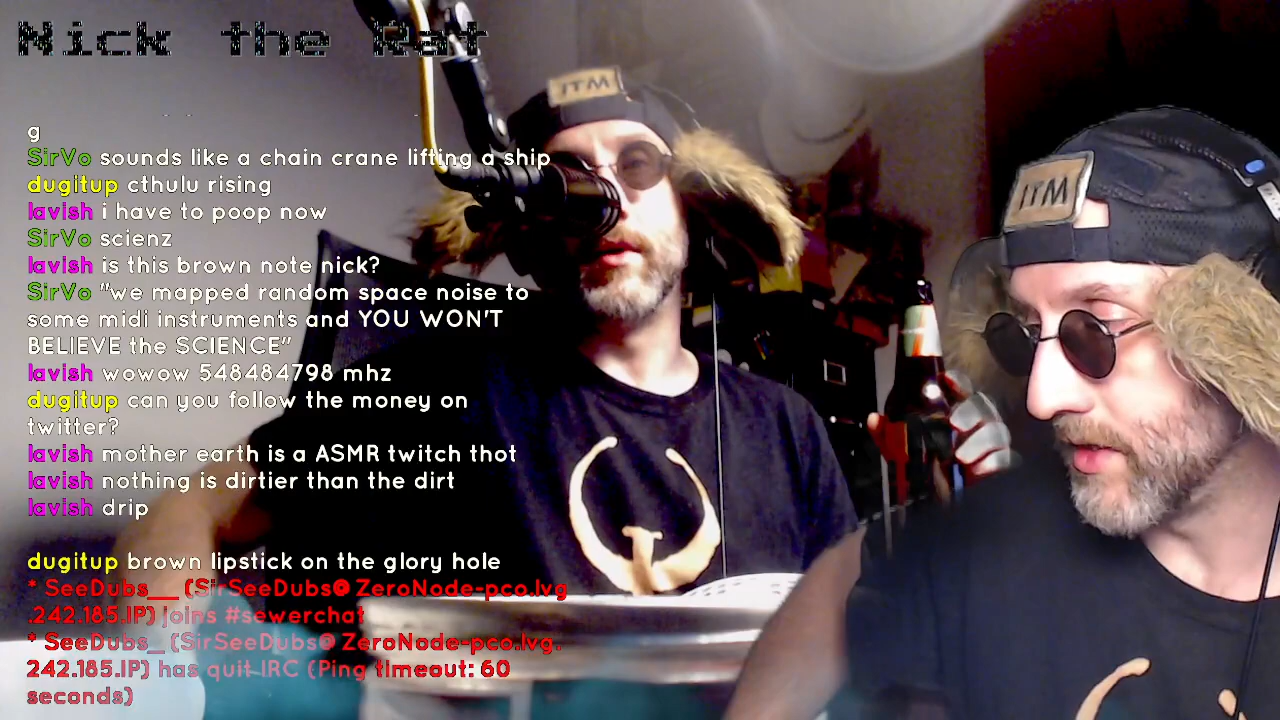 Nick the Rat
ITM
ITM
g
SirVo sounds like a chain crane lifting a ship
dugitup cthulu rising
lavish i have to poop now
SirVo scienz
lavish is this brown note nick?
SirVo "we mapped random space noise to
some midi instruments and YOU WON'T
BELIEVE the SCIENCE"
lavish wowow 548484798 mhz
dugitup can you follow the money on
twitter?
lavish mother earth is a ASMR twitch thot
lavish nothing is dirtier than the dirt
lavish drip
dugitup brown lipstick on the glory hole
* SeeDubs__ (SirSeeDubs@ZeroNode-pco.lvg
.242.185.IP) joins #sewerchat
* SeeDubs_ (SirSeeDubs@ZeroNode-pco.lvg.
242.185.IP) has quit IRC (Ping timeout: 60
seconds)